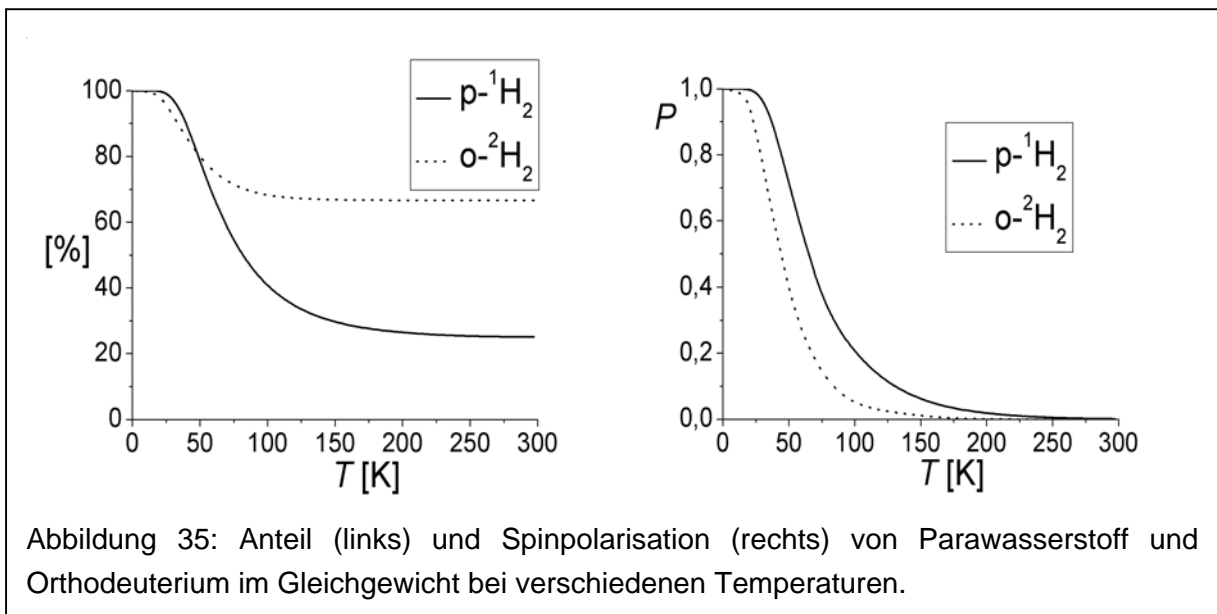 100
80
60
[%]
40
20
0
0 50 100 150 200 250 300
T [K]
p-¹H₂
o-²H₂
1,0
P
0,8
0,6
0,4
0,2
0,0
0 50 100 150 200 250 300
T [K]
p-¹H₂
o-²H₂
Abbildung 35: Anteil (links) und Spinpolarisation (rechts) von Parawasserstoff und
Orthodeuterium im Gleichgewicht bei verschiedenen Temperaturen.